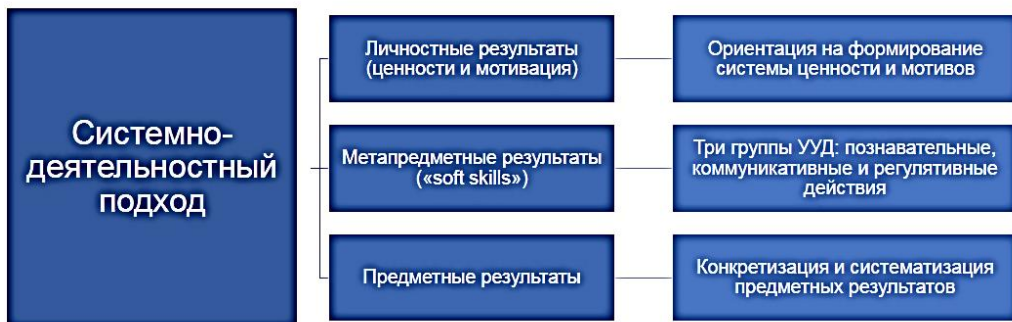 Системно-
деятельностный
подход
Личностные результаты
(ценности и мотивация)
Ориентация на формирование
системы ценности и мотивов
Метапредметные результаты
(«soft skills»)
Три группы УУД: познавательные,
коммуникативные и регулятивные
действия
Предметные результаты
Конкретизация и систематизация
предметных результатов